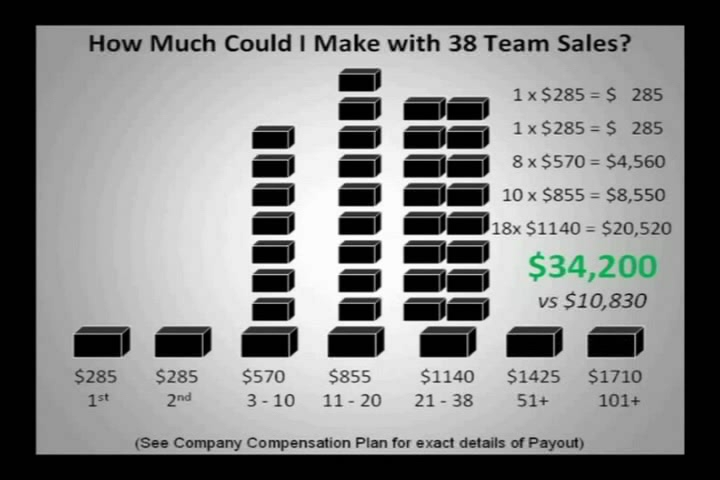 How Much Could I Make with 38 Team Sales?
1 x $285 = $ 285
1 x $285 = $ 285
8 x $570 = $4,560
10 x $855 = $8,550
18x $1140 = $20,520
$34,200
vs $10,830
$285 $285 $570 $855 $1140 $1425 $1710
1st 2nd 3 - 10 11 - 20 21 - 38 51+ 101+
(See Company Compensation Plan for exact details of Payout)